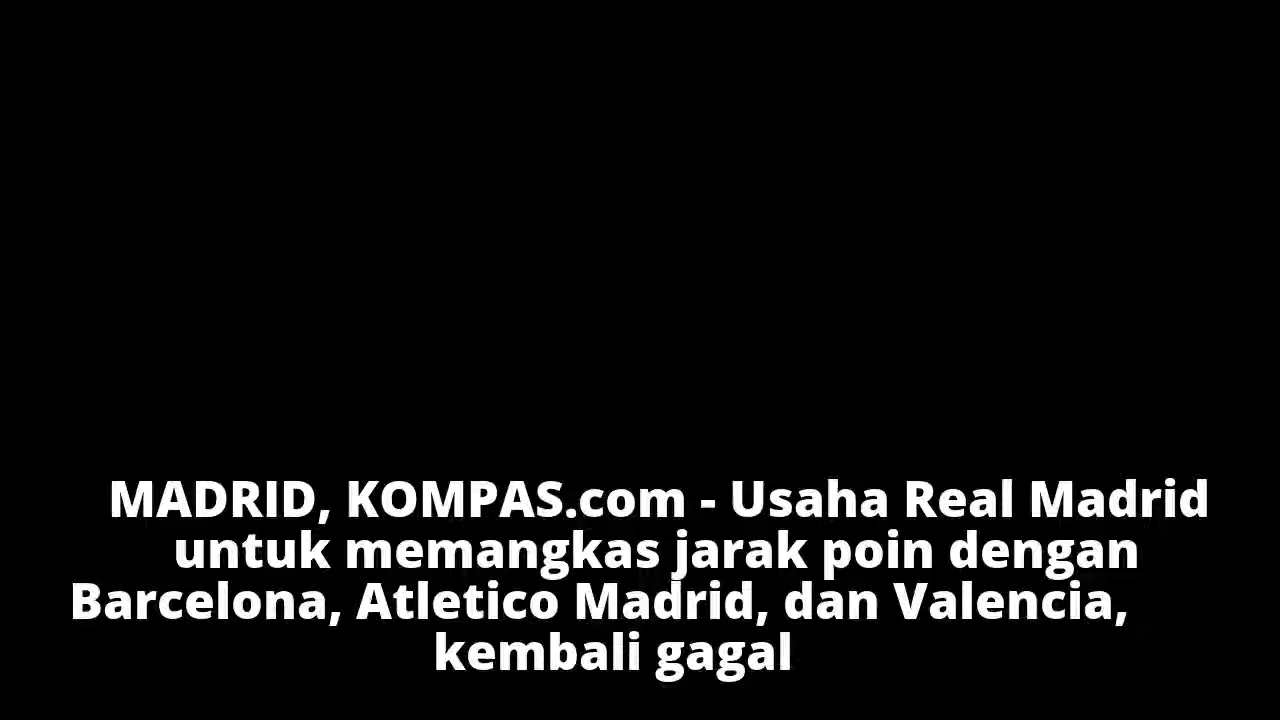 MADRID, KOMPAS.com - Usaha Real Madrid
untuk memangkas jarak poin dengan
Barcelona, Atletico Madrid, dan Valencia,
kembali gagal